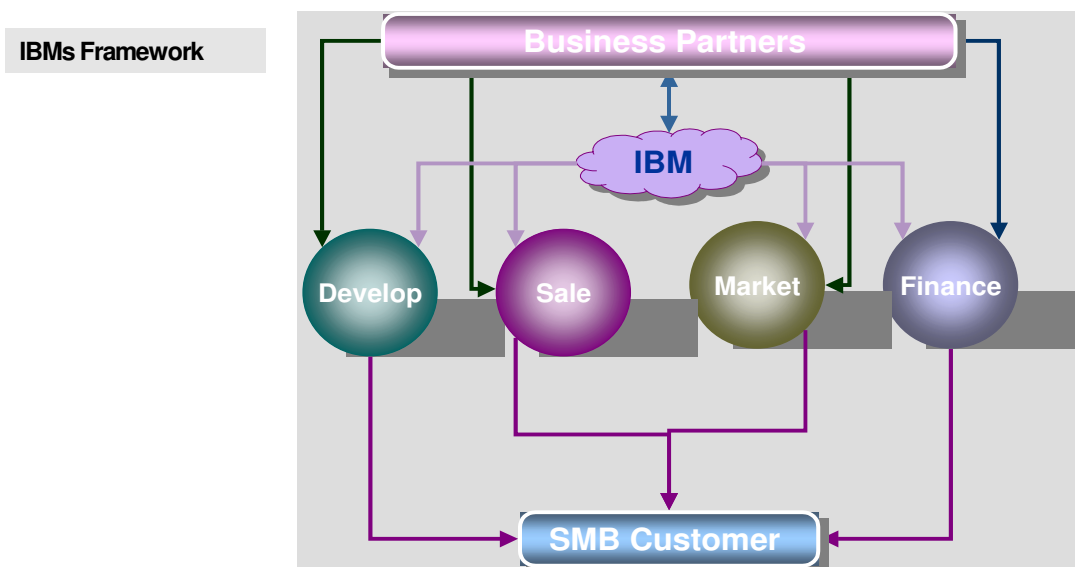 IBMs Framework
Business Partners
IBM
Develop
Sale
Market
Finance
SMB Customer